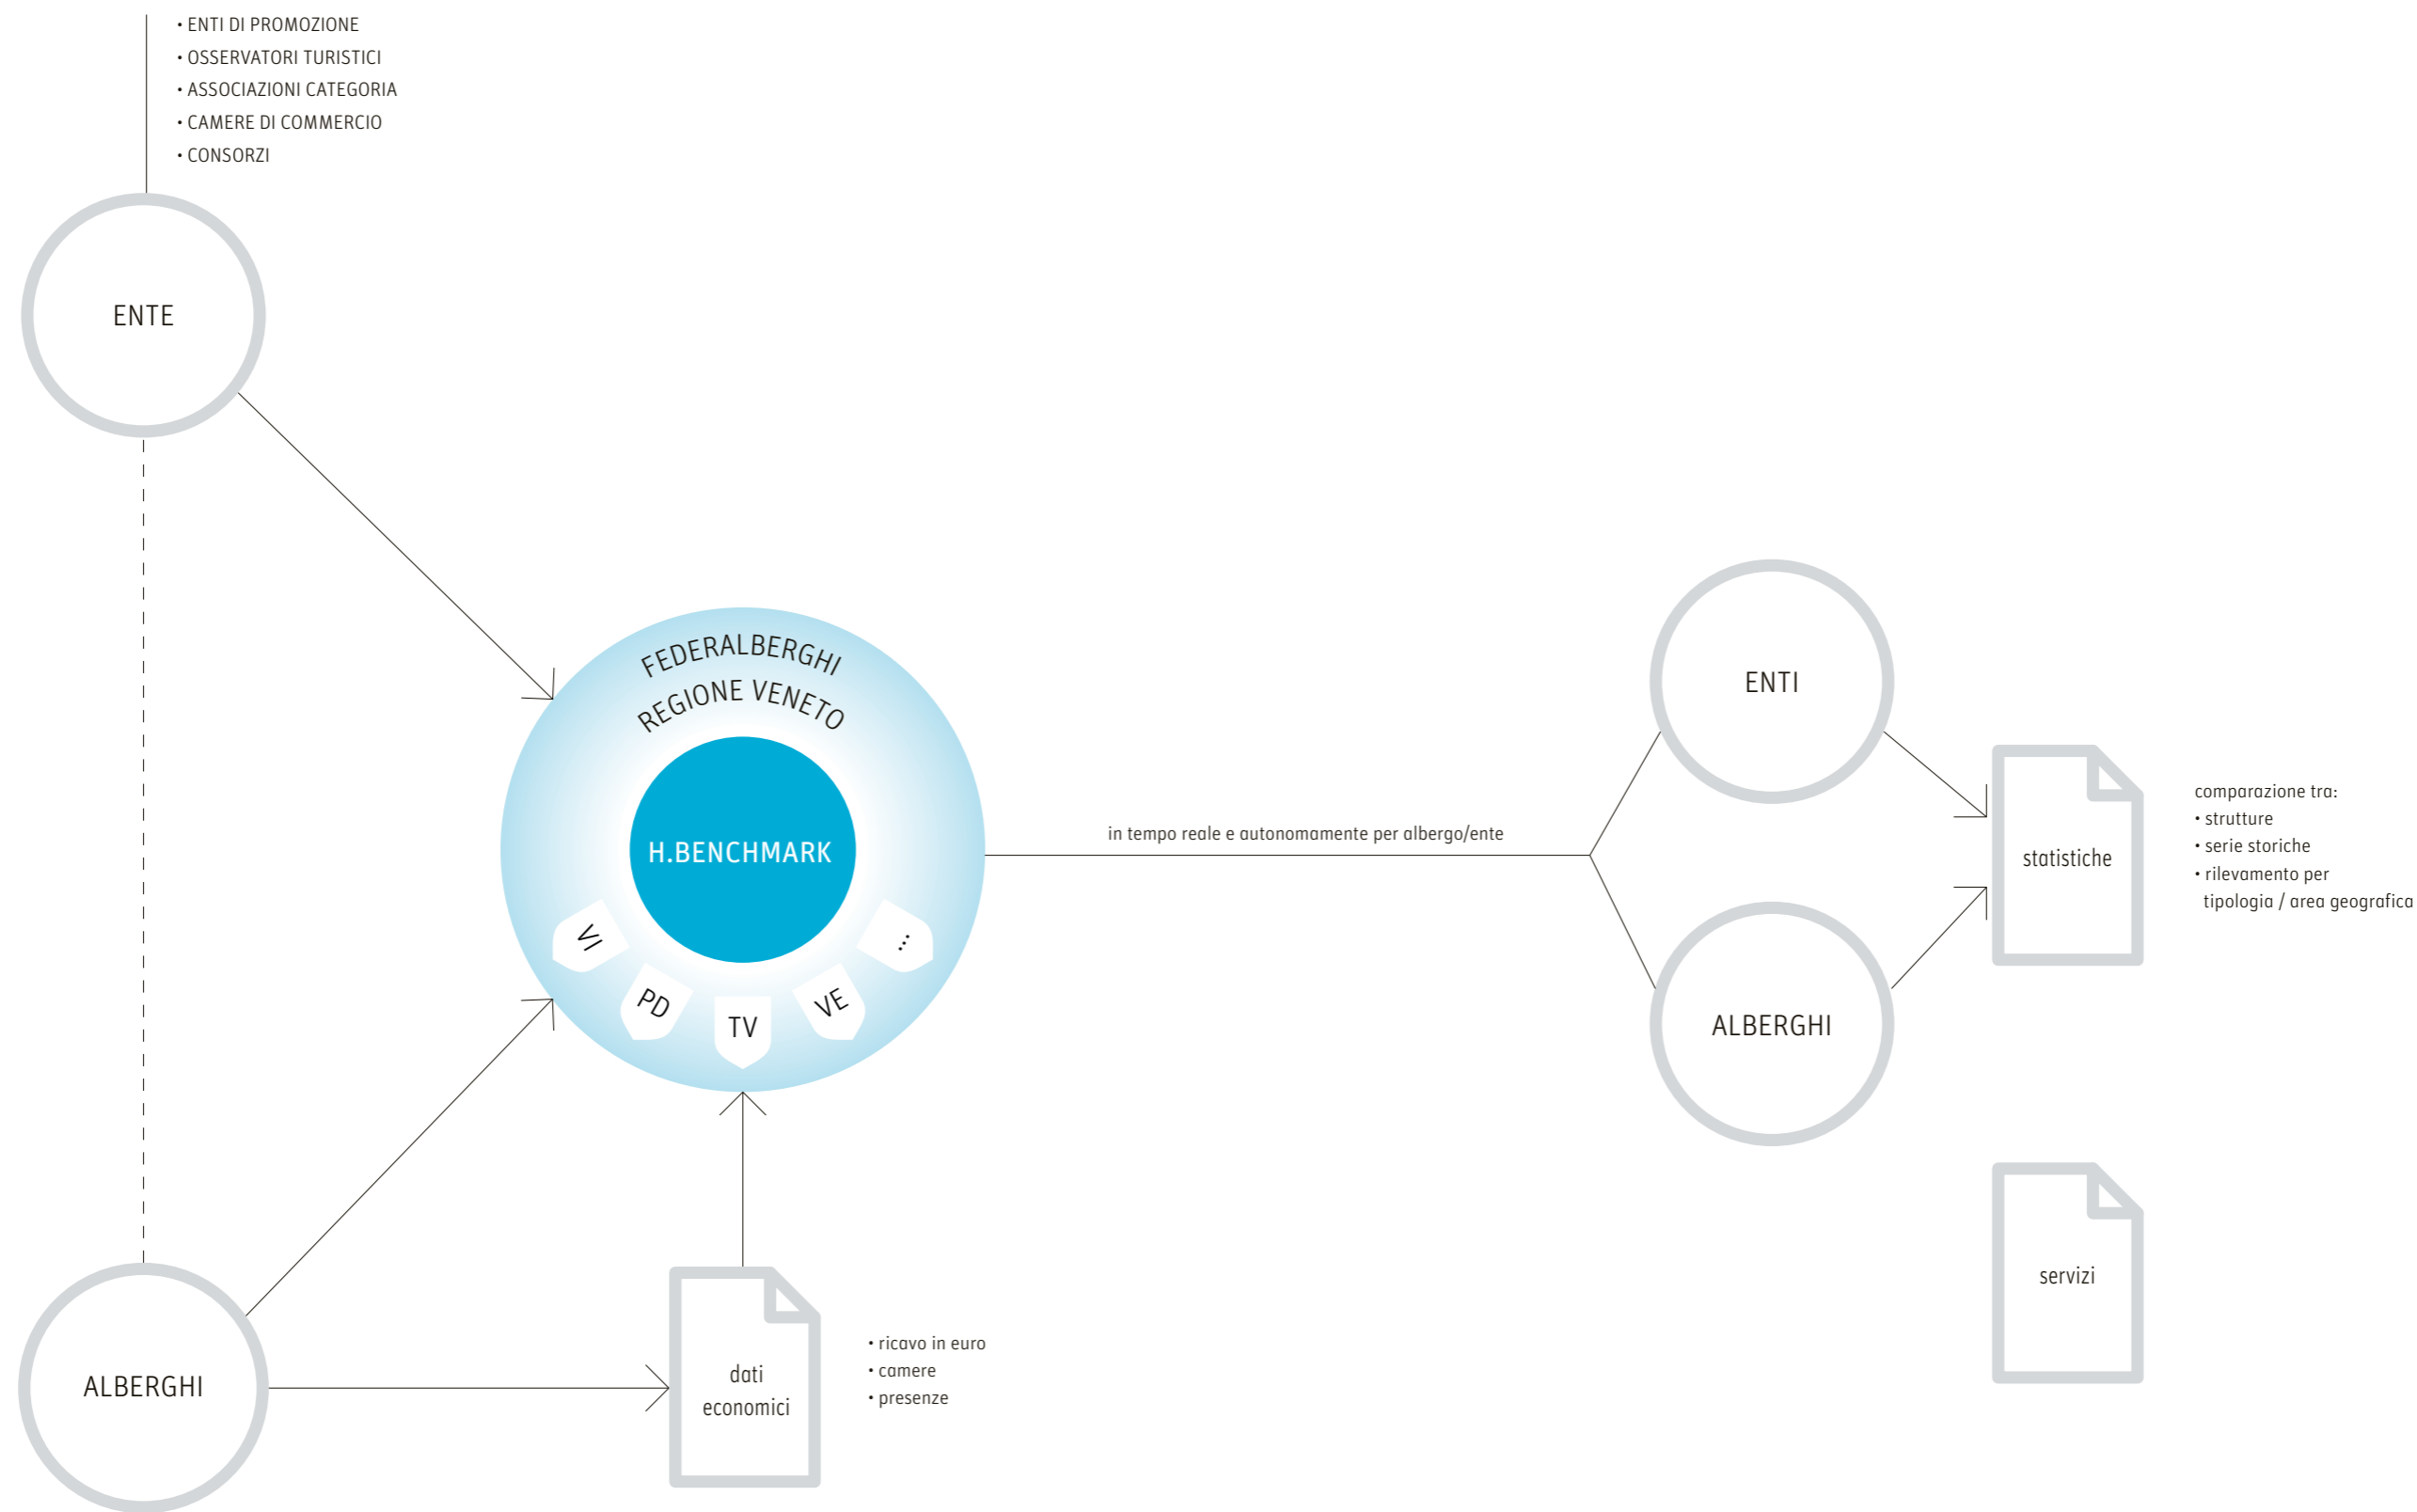 • ENTI DI PROMOZIONE
• OSSERVATORI TURISTICI
• ASSOCIAZIONI CATEGORIA
• CAMERE DI COMMERCIO
• CONSORZI
ENTE
FEDERALBERGHI
REGIONE VENETO
H.BENCHMARK
VI
PD
TV
VE
...
in tempo reale e autonomamente per albergo/ente
ENTI
ALBERGHI
statistiche
comparazione tra:
• strutture
• serie storiche
• rilevamento per
tipologia / area geografica
servizi
ALBERGHI
dati
economici
• ricavo in euro
• camere
• presenze